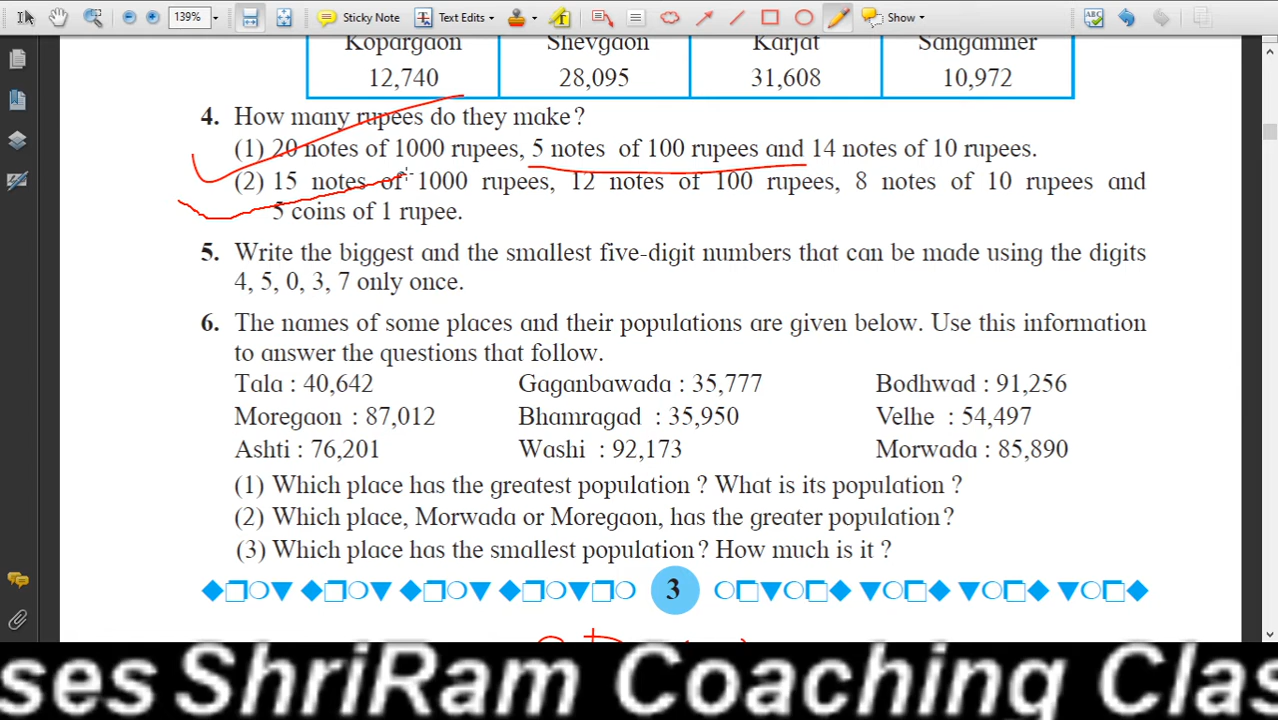 139% Sticky Note Text Edits Show
Kopargaon Shevgaon Karjat Sangamner
12,740 28,095 31,608 10,972
4. How many rupees do they make?
(1) 20 notes of 1000 rupees, 5 notes of 100 rupees and 14 notes of 10 rupees.
(2) 15 notes of 1000 rupees, 12 notes of 100 rupees, 8 notes of 10 rupees and
5 coins of 1 rupee.
5. Write the biggest and the smallest five-digit numbers that can be made using the digits
4, 5, 0, 3, 7 only once.
6. The names of some places and their populations are given below. Use this information
to answer the questions that follow.
Tala : 40,642 Gaganbawada : 35,777 Bodhwad : 91,256
Moregaon : 87,012 Bhamragad : 35,950 Velhe : 54,497
Ashti : 76,201 Washi : 92,173 Morwada : 85,890
(1) Which place has the greatest population ? What is its population ?
(2) Which place, Morwada or Moregaon, has the greater population?
(3) Which place has the smallest population? How much is it ?
3
ses ShriRam Coaching Clas